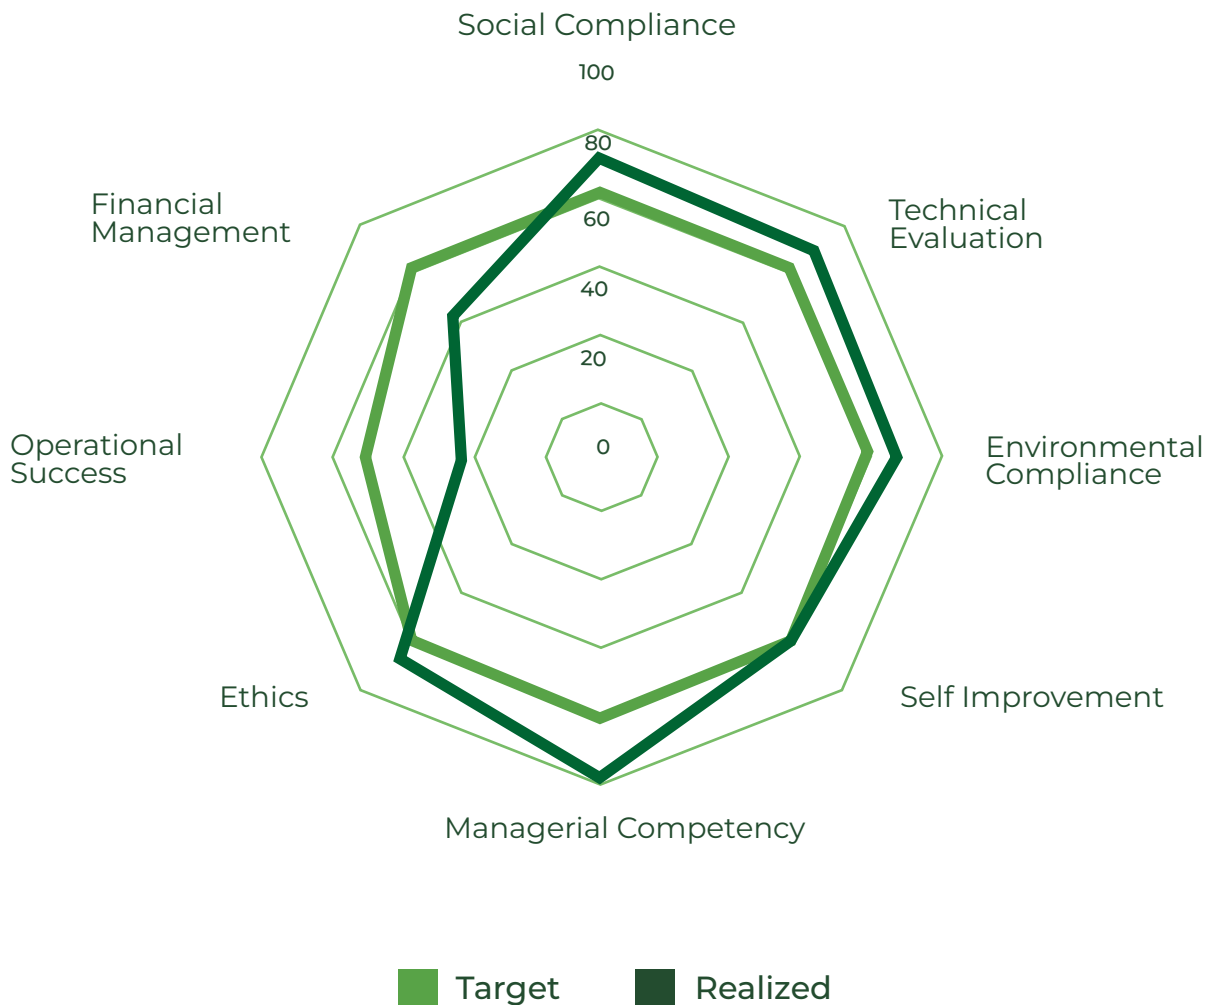 Social Compliance
100
80
Financial
Management
Technical
Evaluation
60
40
20
Operational
Success
0
Environmental
Compliance
Ethics
Self Improvement
Managerial Competency
Target
Realized